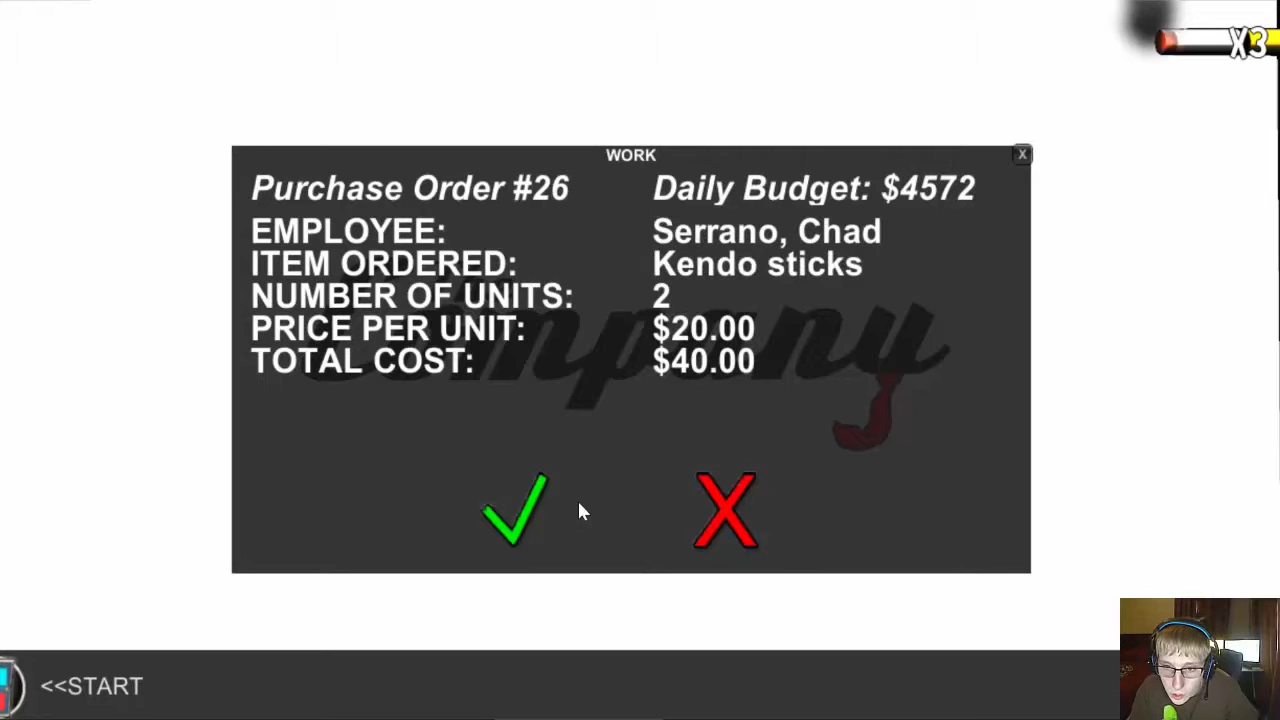 X3
WORK
X
Purchase Order #26 Daily Budget: $4572
EMPLOYEE: Serrano, Chad
ITEM ORDERED: Kendo sticks
NUMBER OF UNITS: 2
PRICE PER UNIT: $20.00
TOTAL COST: $40.00
Company
<<START